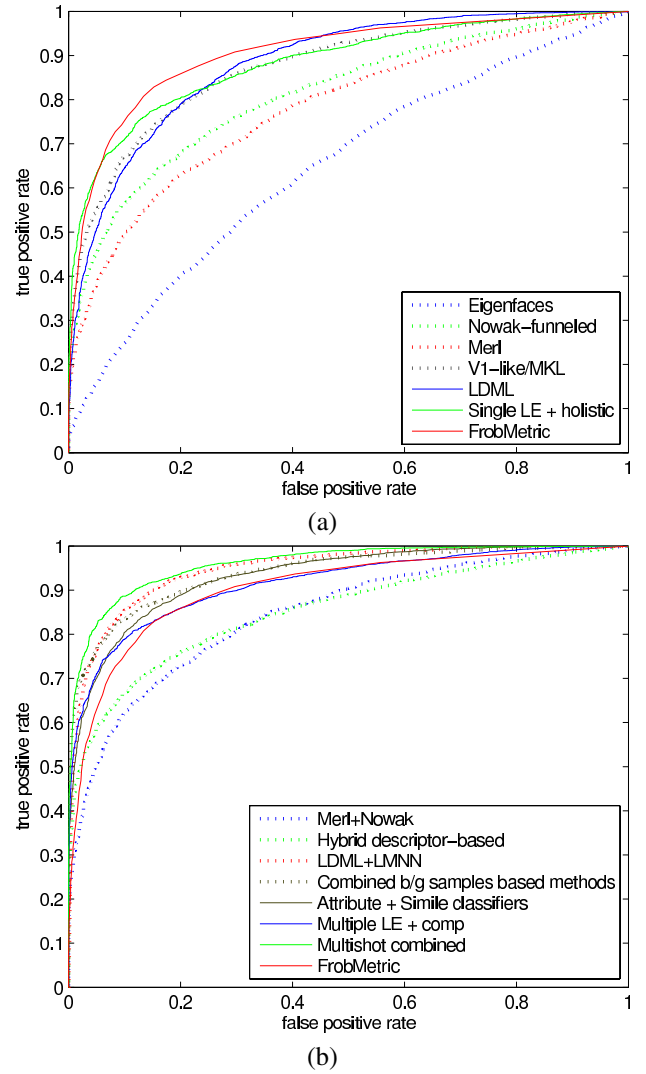 1
0.9
0.8
0.7
0.6
0.5
0.4
0.3
0.2
0.1
0
true positive rate
Eigenfaces
Nowak−funneled
Merl
V1−like/MKL
LDML
Single LE + holistic
FrobMetric
0 0.2 0.4 0.6 0.8 1
false positive rate
(a)
1
0.9
0.8
0.7
0.6
0.5
0.4
0.3
0.2
0.1
0
true positive rate
Merl+Nowak
Hybrid descriptor−based
LDML+LMNN
Combined b/g samples based methods
Attribute + Simile classifiers
Multiple LE + comp
Multishot combined
FrobMetric
0 0.2 0.4 0.6 0.8 1
false positive rate
(b)